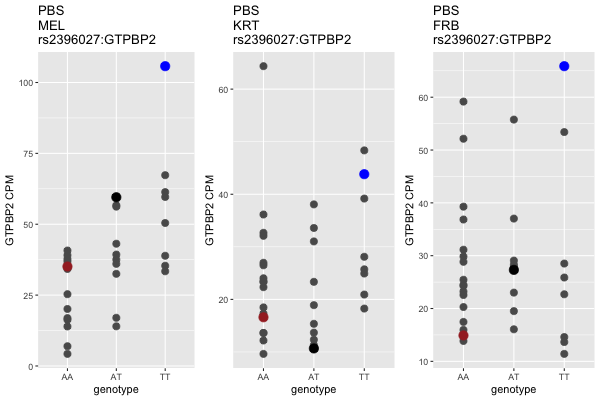 PBS
MEL
rs2396027:GTPBP2
GTPBP2 CPM
100
75
50
25
0
AA AT TT
genotype
PBS
KRT
rs2396027:GTPBP2
GTPBP2 CPM
60
40
20
AA AT TT
genotype
PBS
FRB
rs2396027:GTPBP2
GTPBP2 CPM
60
50
40
30
20
10
AA AT TT
genotype